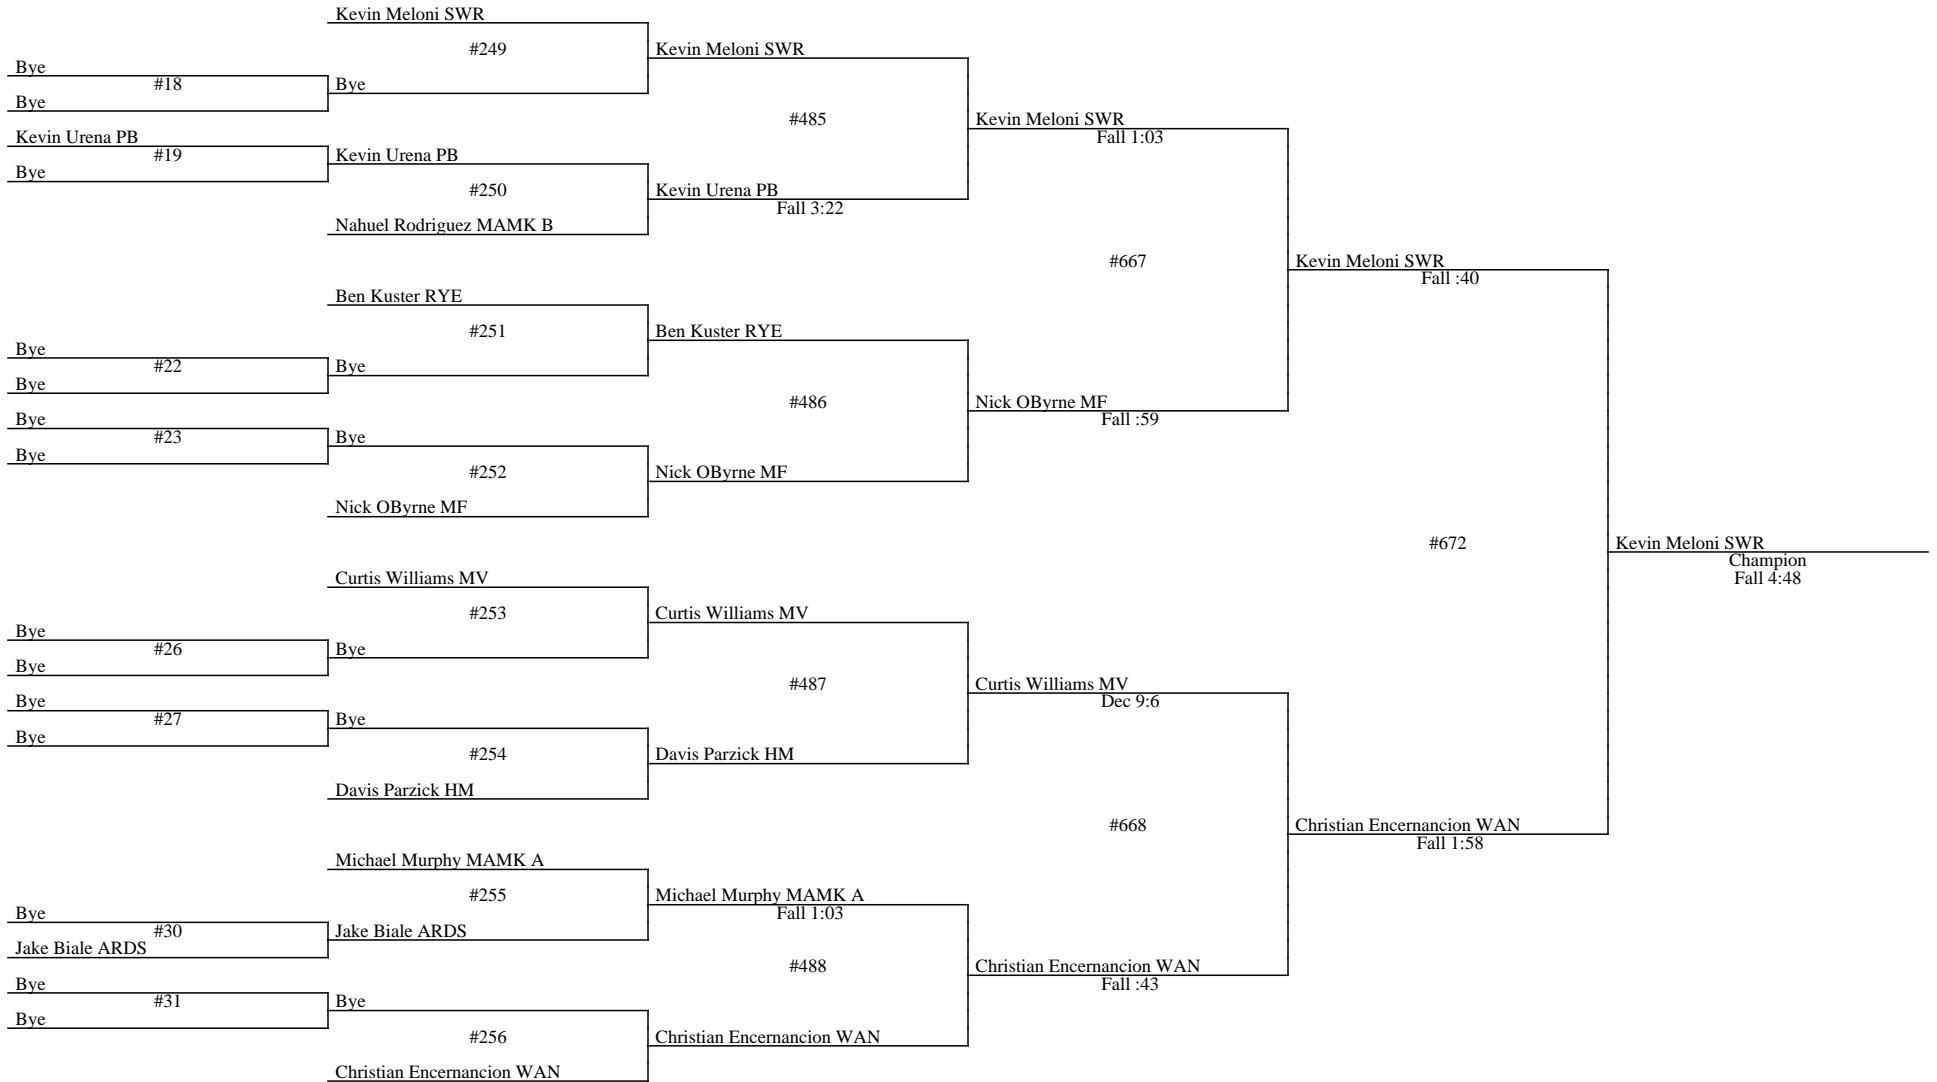 Kevin Meloni SWR
#249
Kevin Meloni SWR
Bye
#18
Bye
Bye
#485
Kevin Meloni SWR
Fall 1:03
Kevin Urena PB
#19
Kevin Urena PB
Bye
#250
Kevin Urena PB
Fall 3:22
Nahuel Rodriguez MAMK B
#667
Kevin Meloni SWR
Fall :40
Ben Kuster RYE
#251
Ben Kuster RYE
Bye
#22
Bye
Bye
#486
Nick OByrne MF
Fall :59
Bye
#23
Bye
Bye
#252
Nick OByrne MF
Nick OByrne MF
#672
Kevin Meloni SWR
Champion
Fall 4:48
Curtis Williams MV
#253
Curtis Williams MV
Bye
#26
Bye
Bye
#487
Curtis Williams MV
Dec 9:6
Bye
#27
Bye
Bye
#254
Davis Parzick HM
Davis Parzick HM
#668
Christian Encernancion WAN
Fall 1:58
Michael Murphy MAMK A
#255
Michael Murphy MAMK A
Fall 1:03
Bye
#30
Jake Biale ARDS
Jake Biale ARDS
#488
Christian Encernancion WAN
Fall :43
Bye
#31
Bye
Bye
#256
Christian Encernancion WAN
Christian Encernancion WAN